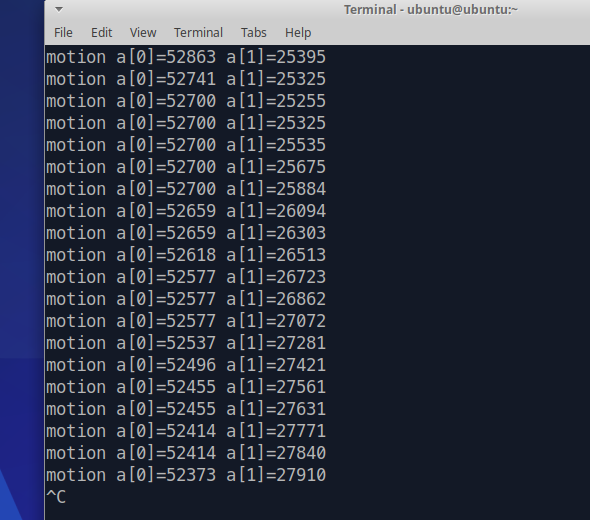 Terminal - ubuntu@ubuntu:~
File Edit View Terminal Tabs Help
motion a[0]=52863 a[1]=25395
motion a[0]=52741 a[1]=25325
motion a[0]=52700 a[1]=25255
motion a[0]=52700 a[1]=25325
motion a[0]=52700 a[1]=25535
motion a[0]=52700 a[1]=25675
motion a[0]=52700 a[1]=25884
motion a[0]=52659 a[1]=26094
motion a[0]=52659 a[1]=26303
motion a[0]=52618 a[1]=26513
motion a[0]=52577 a[1]=26723
motion a[0]=52577 a[1]=26862
motion a[0]=52577 a[1]=27072
motion a[0]=52537 a[1]=27281
motion a[0]=52496 a[1]=27421
motion a[0]=52455 a[1]=27561
motion a[0]=52455 a[1]=27631
motion a[0]=52414 a[1]=27771
motion a[0]=52414 a[1]=27840
motion a[0]=52373 a[1]=27910
^C